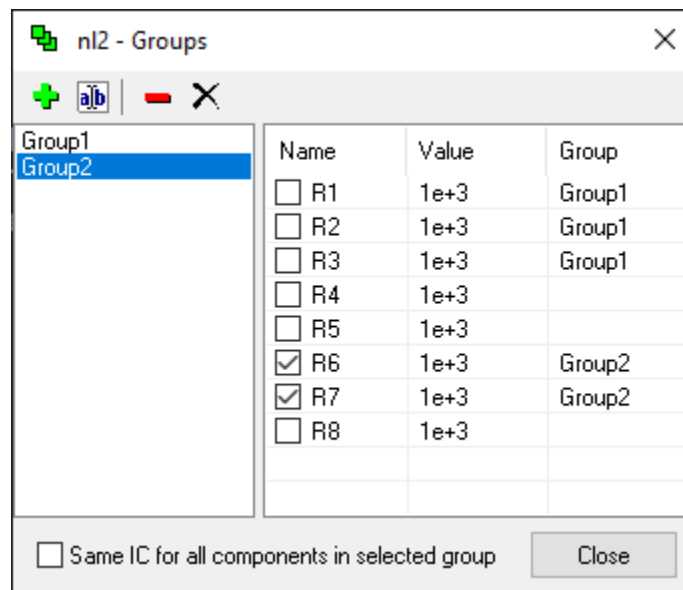 nl2 - Groups
a b
Group1
Group2
Name Value Group
R1 1e+3 Group1
R2 1e+3 Group1
R3 1e+3 Group1
R4 1e+3
R5 1e+3
R6 1e+3 Group2
R7 1e+3 Group2
R8 1e+3
Same IC for all components in selected group Close